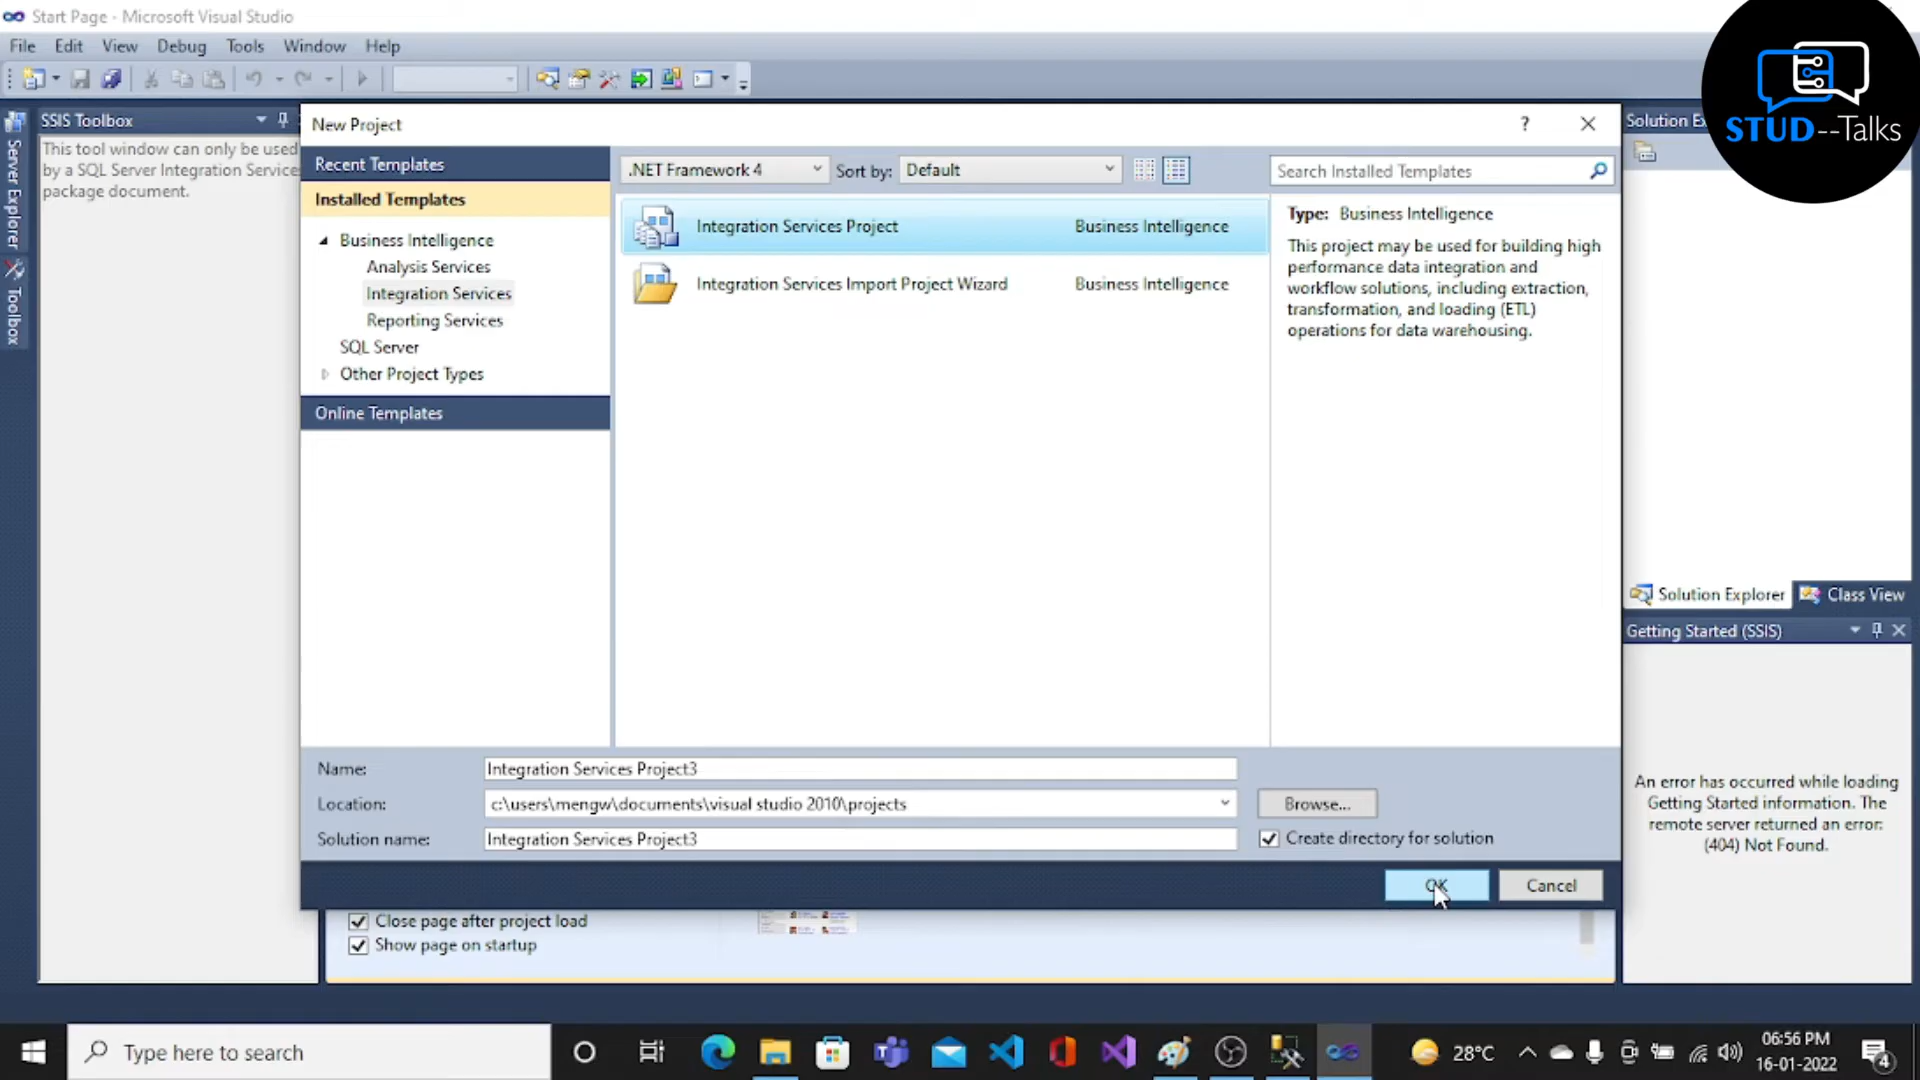 Start Page - Microsoft Visual Studio
File Edit View Debug Tools Window Help
STUD--Talks
Server Explorer
Toolbox
SSIS Toolbox
This tool window can only be used
by a SQL Server Integration Service
package document.
New Project
Recent Templates
Installed Templates
Business Intelligence
Analysis Services
Integration Services
Reporting Services
SQL Server
Other Project Types
Online Templates
.NET Framework 4 Sort by: Default
Search Installed Templates
Integration Services Project Business Intelligence
Integration Services Import Project Wizard Business Intelligence
Type: Business Intelligence
This project may be used for building high
performance data integration and
workflow solutions, including extraction,
transformation, and loading (ETL)
operations for data warehousing.
Name: Integration Services Project3
Location: c:\users\mengw\documents\visual studio 2010\projects Browse...
Solution name: Integration Services Project3 Create directory for solution
OK Cancel
Close page after project load
Show page on startup
Solution Ex
Solution Explorer Class View
Getting Started (SSIS)
An error has occurred while loading
Getting Started information. The
remote server returned an error:
(404) Not Found.
Type here to search
28°C
06:56 PM
16-01-2022
4